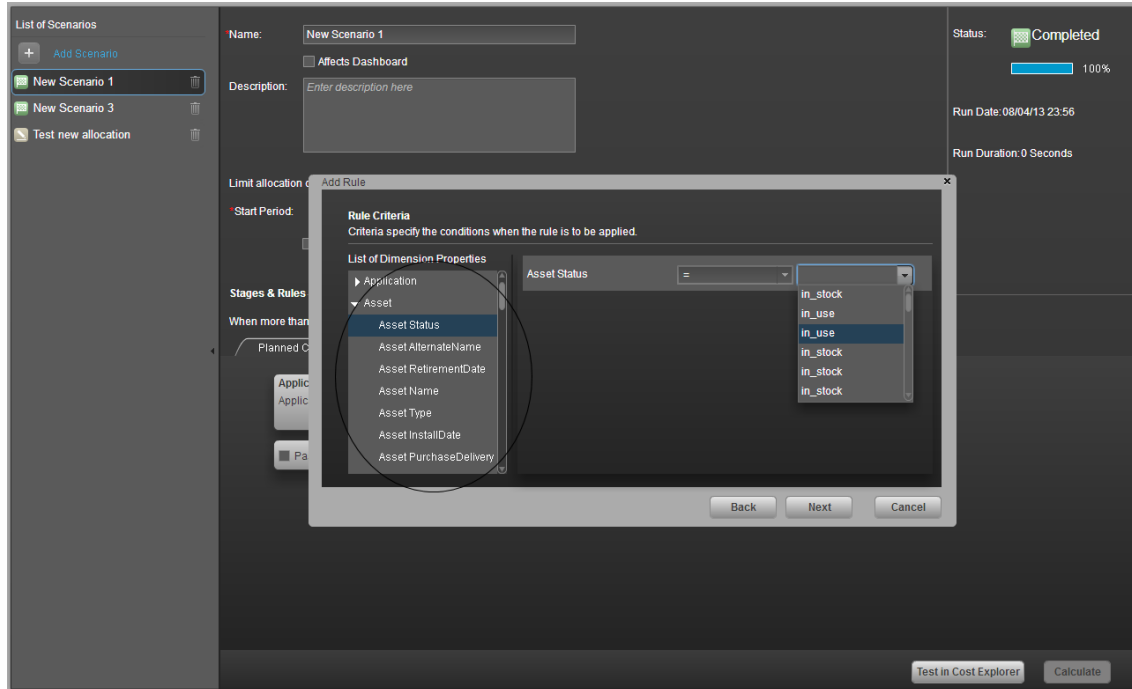 List of Scenarios
+ Add Scenario
New Scenario 1
New Scenario 3
Test new allocation
*Name: New Scenario 1
Affects Dashboard
Description: Enter description here
Limit allocation
*Start Period:
Stages & Rules
When more than
Planned C
Applic
Applic
Pa
Status: Completed
100%
Run Date:08/04/13 23:56
Run Duration:0 Seconds
Add Rule
Rule Criteria
Criteria specify the conditions when the rule is to be applied.
List of Dimension Properties
Application
Asset
Asset Status
Asset AlternateName
Asset RetirementDate
Asset Name
Asset Type
Asset InstallDate
Asset PurchaseDelivery
Asset Status =
in_stock
in_use
in_use
in_stock
in_stock
in_stock
Back Next Cancel
Test in Cost Explorer Calculate